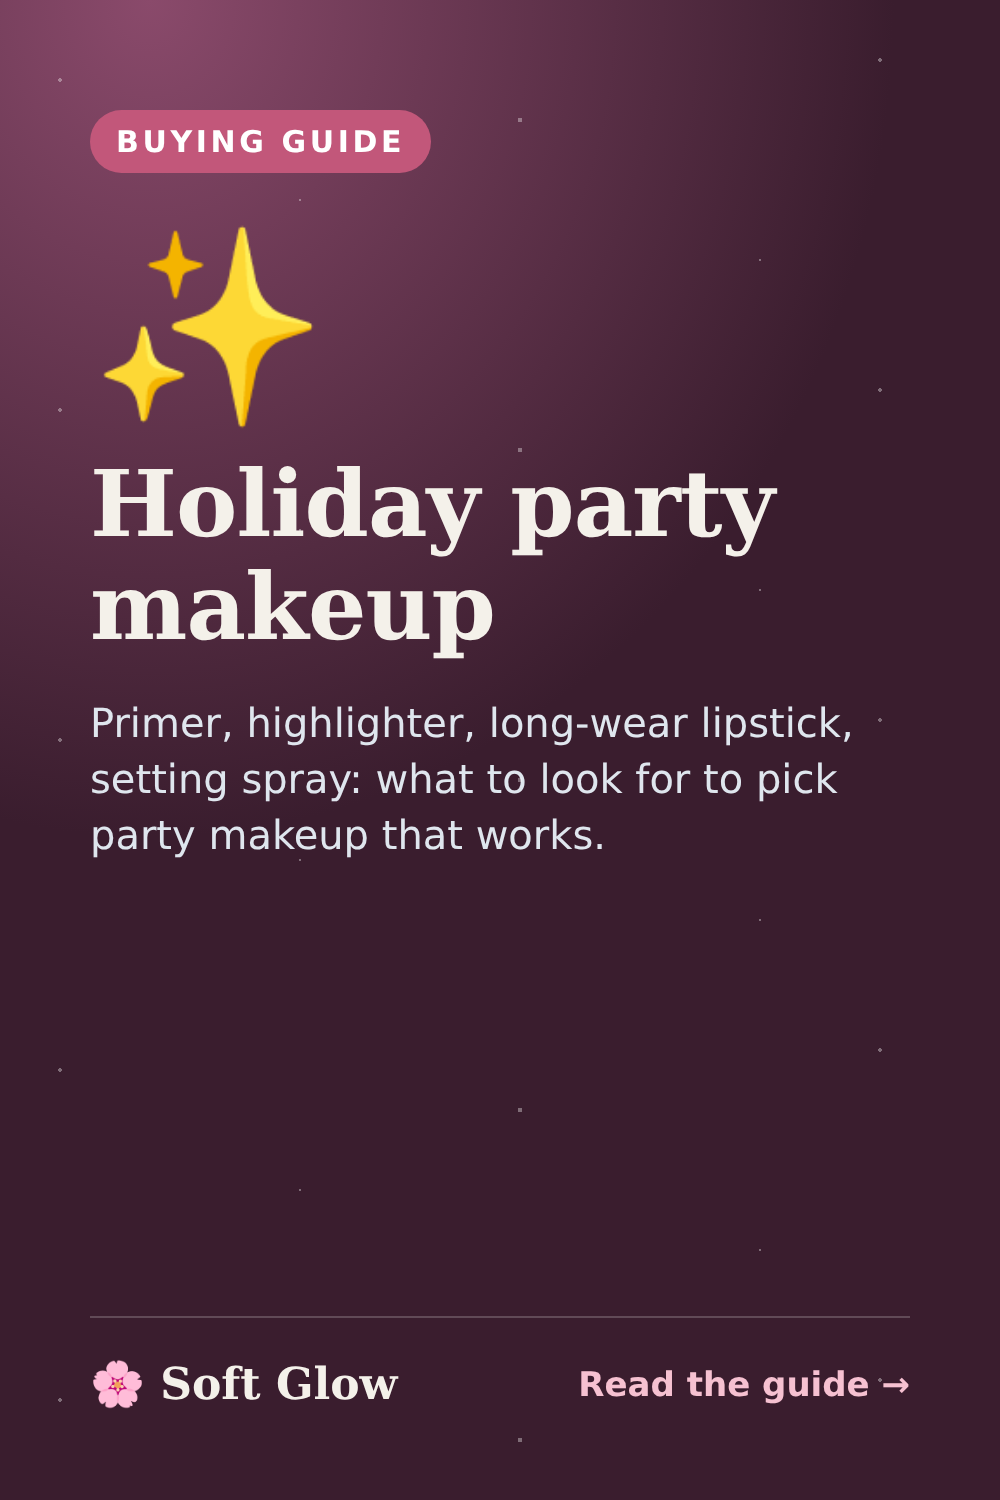 BUYING GUIDE
Holiday party
makeup
Primer, highlighter, long-wear lipstick,
setting spray: what to look for to pick
party makeup that works.
Soft Glow
Read the guide →